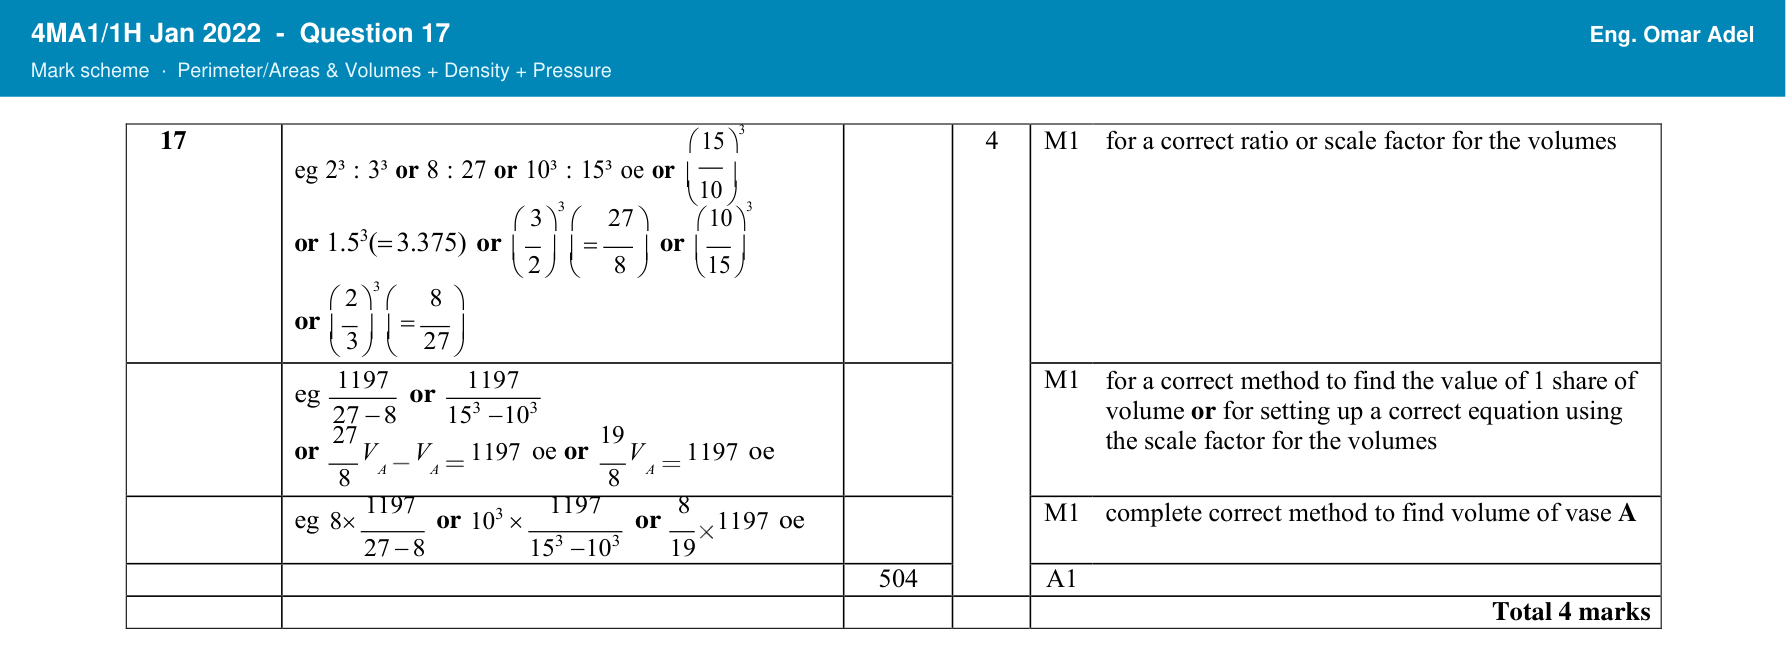 4MA1/1H Jan 2022 - Question 17
Eng. Omar Adel
Mark scheme · Perimeter/Areas & Volumes + Density + Pressure
17
eg 2³ : 3³ or 8 : 27 or 10³ : 15³ oe or (15/10)³
4
M1 for a correct ratio or scale factor for the volumes
or 1.5³(=3.375) or (3/2)³ (=27/8) or (10/15)³
or (2/3)³ (=8/27)
eg 1197/(27−8) or 1197/(15³−10³)
or 27/8 V_A − V_A = 1197 oe or 19/8 V_A = 1197 oe
M1 for a correct method to find the value of 1 share of
volume or for setting up a correct equation using
the scale factor for the volumes
eg 8× 1197/(27−8) or 10³ × 1197/(15³−10³) or 8/19 ×1197 oe
M1 complete correct method to find volume of vase A
504
A1
Total 4 marks